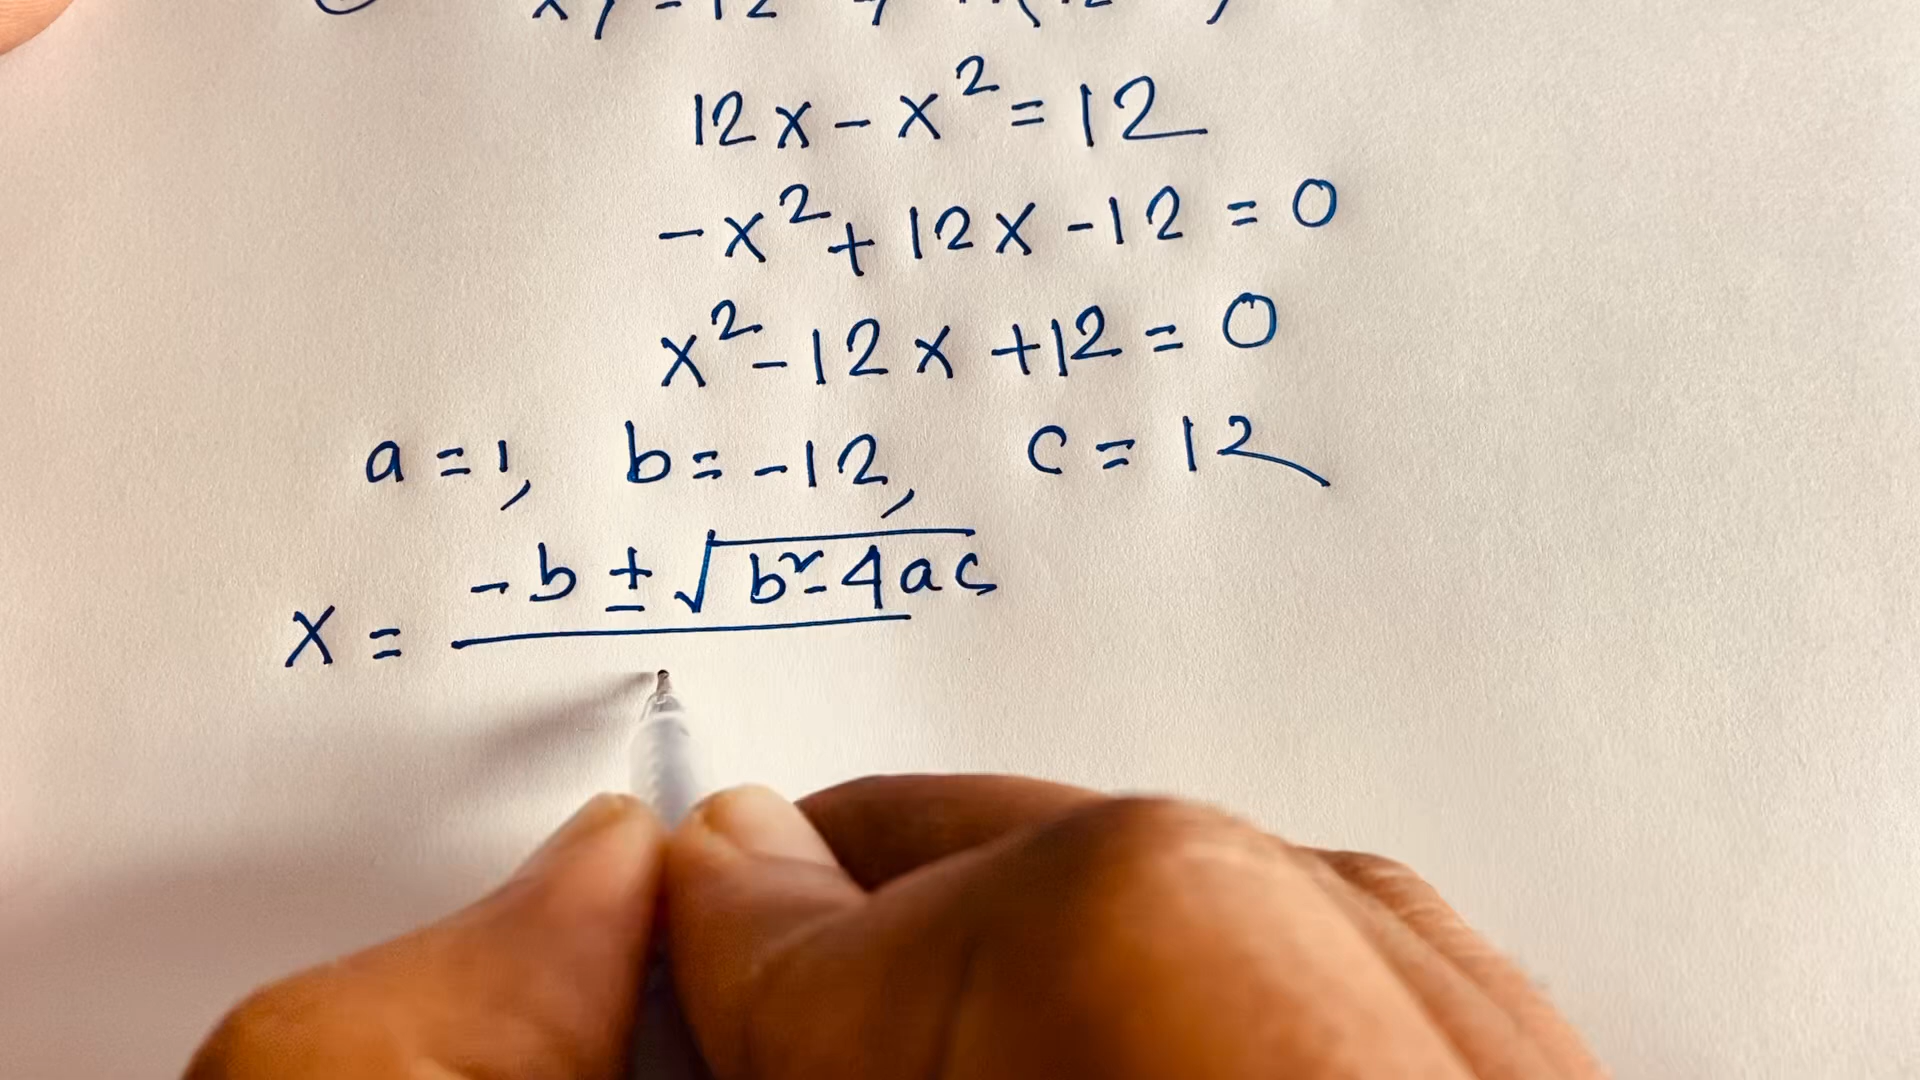 12x - x² = 12
-x² + 12x - 12 = 0
x² - 12x + 12 = 0
a = 1, b = -12, c = 12
x = -b ± √b² - 4ac